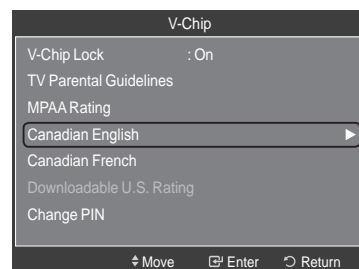 V-Chip
V-Chip Lock : On
TV Parental Guidelines
MPAA Rating
Canadian English
Canadian French
Downloadable U.S. Rating
Change PIN
Move Enter Return